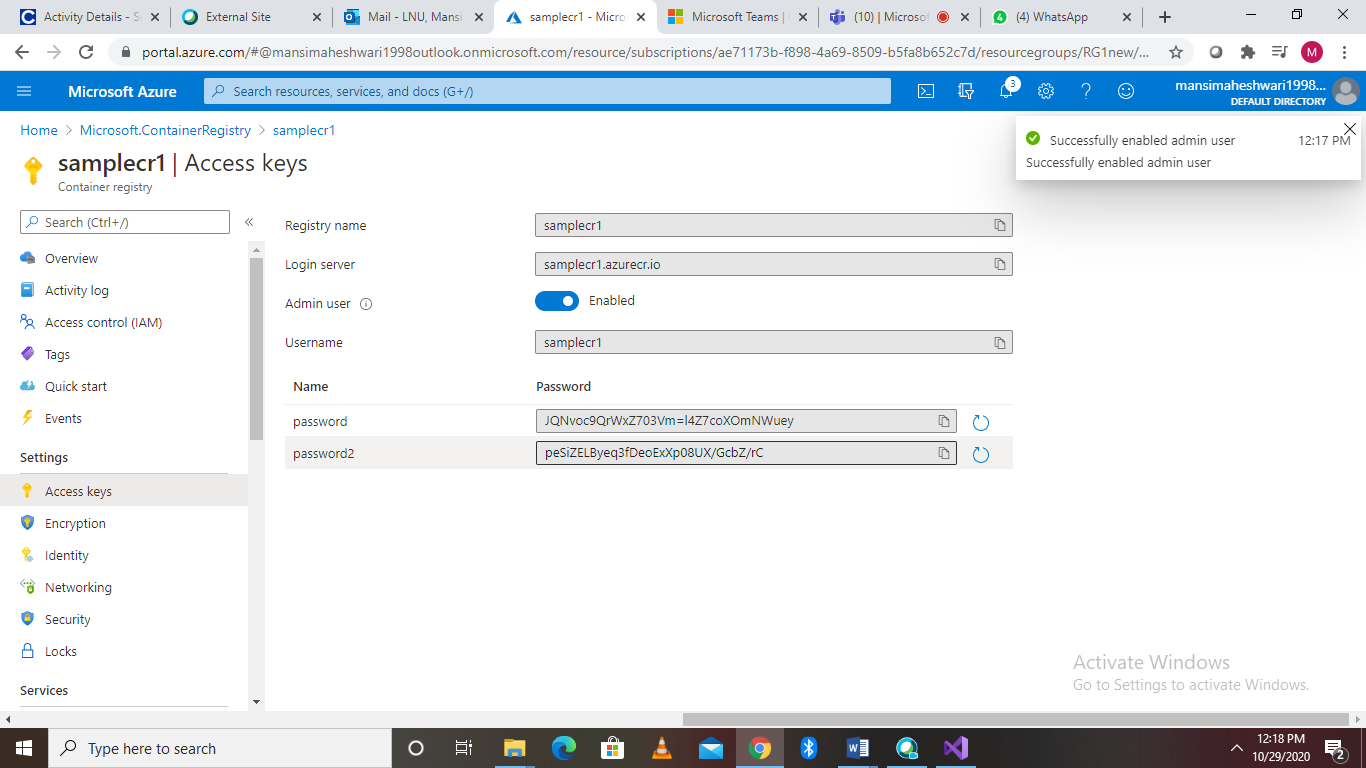 Activity Details - S
External Site
Mail - LNU, Mansi
samplecr1 - Micro
Microsoft Teams |
(10) | Microsof
(4) WhatsApp
portal.azure.com/#@mansimaheshwari1998outlook.onmicrosoft.com/resource/subscriptions/ae71173b-f898-4a69-8509-b5fa8b652c7d/resourcegroups/RG1new/...
M
Microsoft Azure
Search resources, services, and docs (G+/)
3
mansimaheshwari1998...
DEFAULT DIRECTORY
Home > Microsoft.ContainerRegistry > samplecr1
Successfully enabled admin user 12:17 PM
Successfully enabled admin user
samplecr1 | Access keys
Container registry
Search (Ctrl+/)
«
Overview
Activity log
Access control (IAM)
Tags
Quick start
Events
Settings
Access keys
Encryption
Identity
Networking
Security
Locks
Services
Registry name samplecr1
Login server samplecr1.azurecr.io
Admin user Enabled
Username samplecr1
Name Password
password JQNvoc9QrWxZ703Vm=l4Z7coXOmNWuey
password2 peSiZELByeq3fDeoExXp08UX/GcbZ/rC
Activate Windows
Go to Settings to activate Windows.
Type here to search
12:18 PM
10/29/2020
2